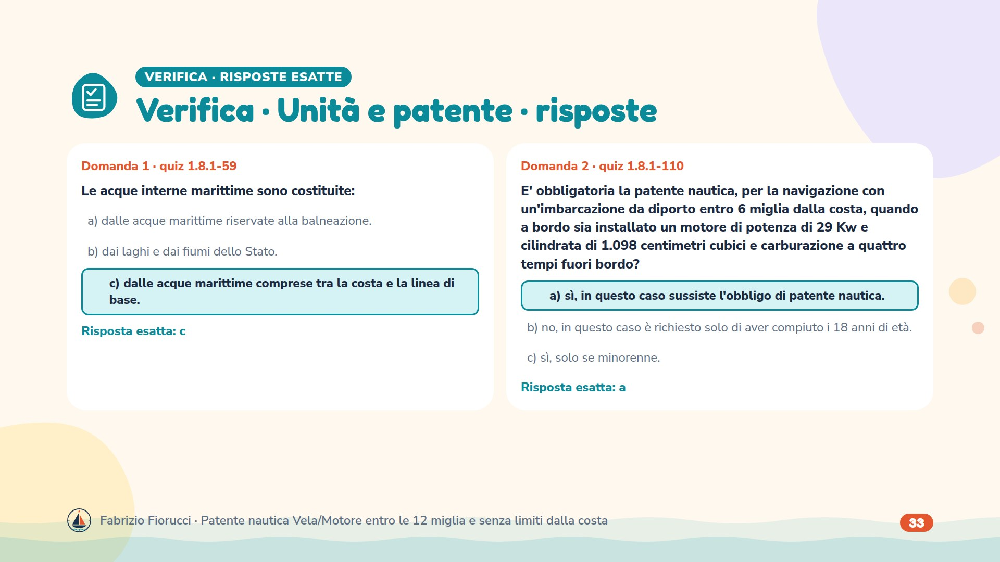 VERIFICA · RISPOSTE ESATTE
Verifica · Unità e patente · risposte
Domanda 1 · quiz 1.8.1-59
Le acque interne marittime sono costituite:
a) dalle acque marittime riservate alla balneazione.
b) dai laghi e dai fiumi dello Stato.
c) dalle acque marittime comprese tra la costa e la linea di
base.
Risposta esatta: c
Domanda 2 · quiz 1.8.1-110
E' obbligatoria la patente nautica, per la navigazione con
un'imbarcazione da diporto entro 6 miglia dalla costa, quando
a bordo sia installato un motore di potenza di 29 Kw e
cilindrata di 1.098 centimetri cubici e carburazione a quattro
tempi fuori bordo?
a) sì, in questo caso sussiste l'obbligo di patente nautica.
b) no, in questo caso è richiesto solo di aver compiuto i 18 anni di età.
c) sì, solo se minorenne.
Risposta esatta: a
Fabrizio Fiorucci · Patente nautica Vela/Motore entro le 12 miglia e senza limiti dalla costa
33